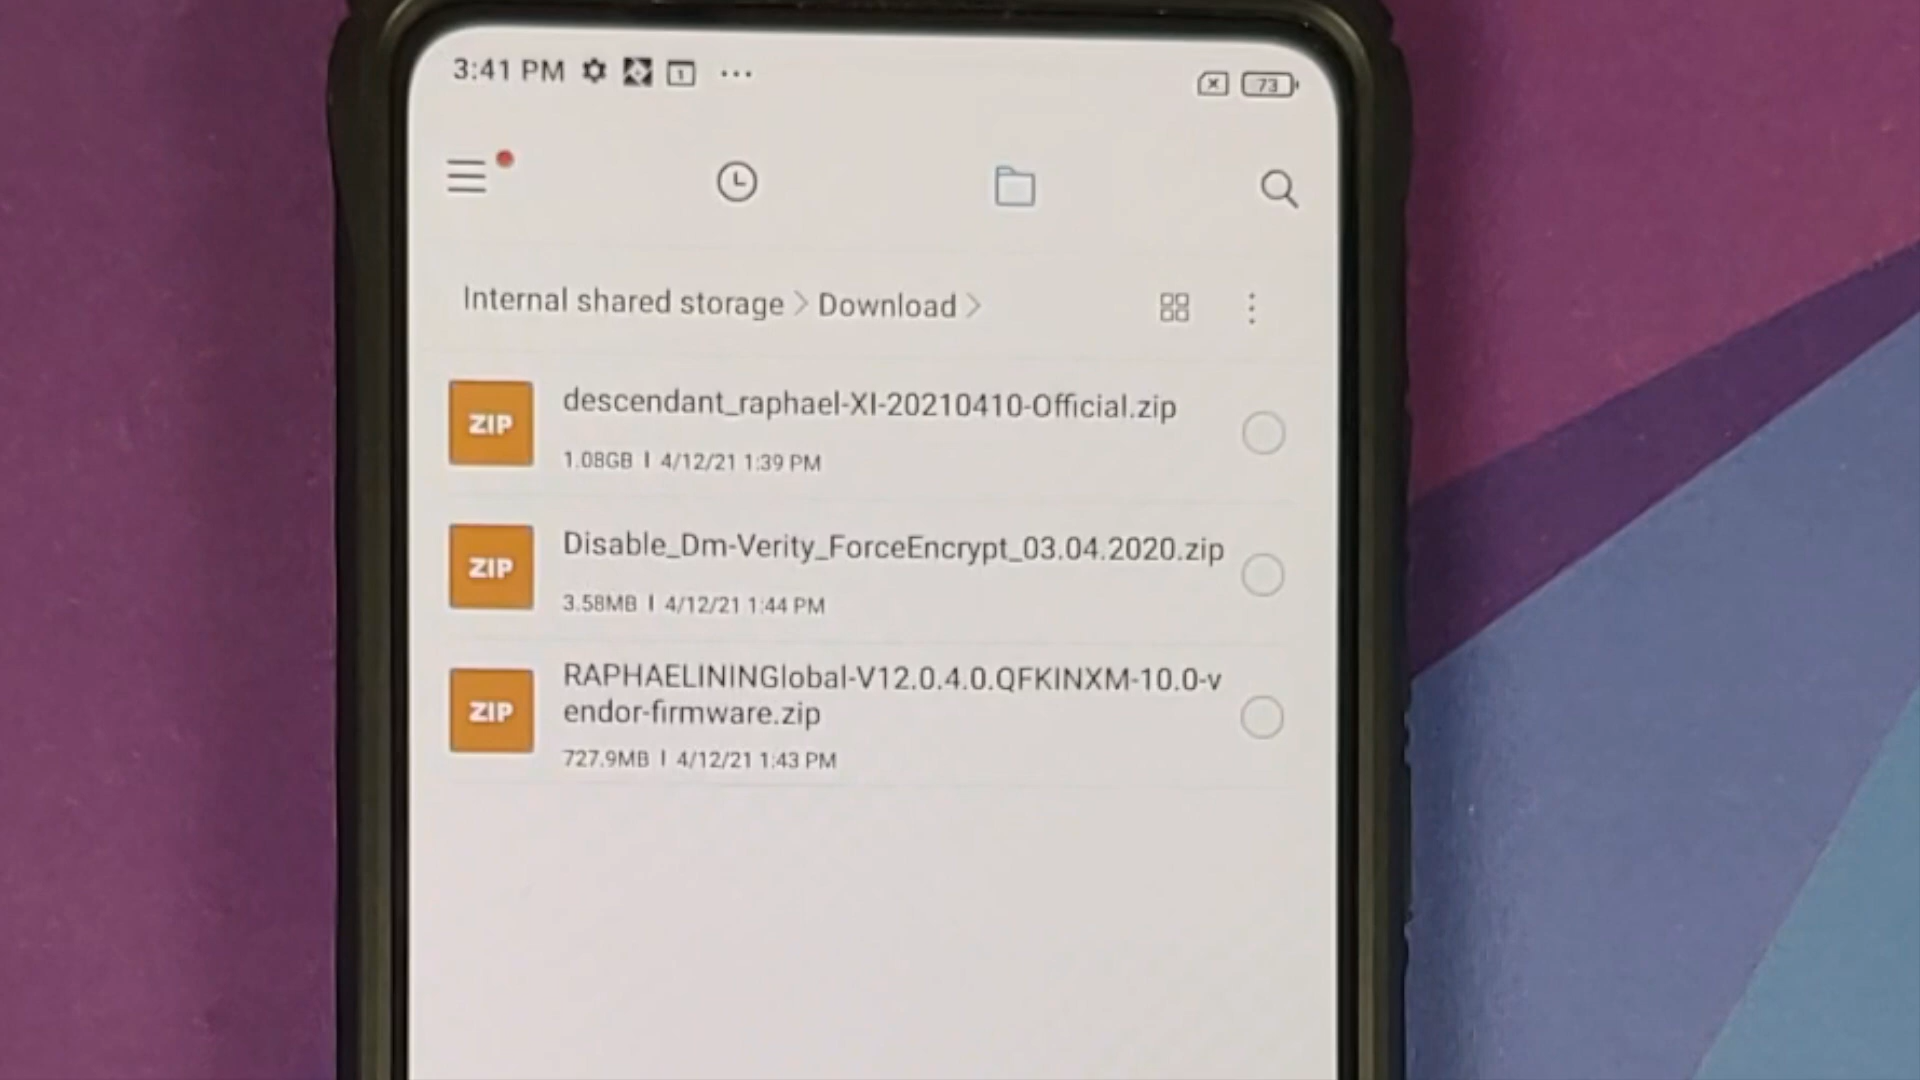 3:41 PM 1 ... 73
Internal shared storage > Download >
ZIP descendant_raphael-XI-20210410-Official.zip
1.08GB | 4/12/21 1:39 PM
ZIP Disable_Dm-Verity_ForceEncrypt_03.04.2020.zip
3.58MB | 4/12/21 1:44 PM
ZIP RAPHAELININGlobal-V12.0.4.0.QFKINXM-10.0-v
endor-firmware.zip
727.9MB | 4/12/21 1:43 PM